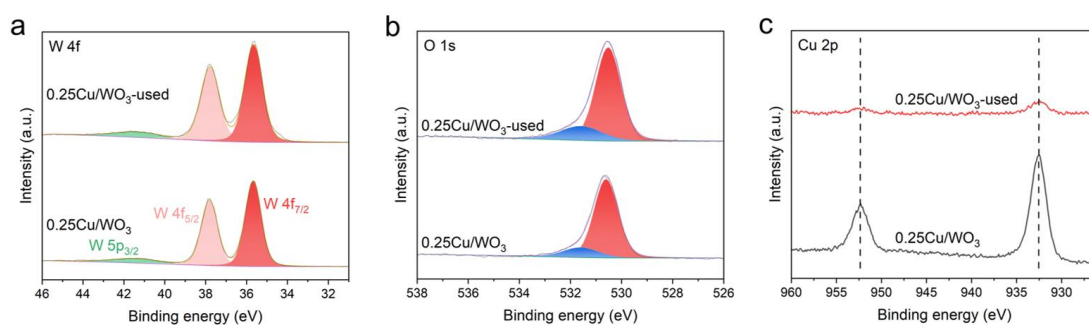 a
W 4f
0.25Cu/WO₃-used
0.25Cu/WO₃
W 4f₅/₂
W 4f₇/₂
W 5p₃/₂
Intensity (a.u.)
46 44 42 40 38 36 34 32
Binding energy (eV)
b
O 1s
0.25Cu/WO₃-used
0.25Cu/WO₃
Intensity (a.u.)
538 536 534 532 530 528 526
Binding energy (eV)
c
Cu 2p
0.25Cu/WO₃-used
0.25Cu/WO₃
Intensity (a.u.)
960 955 950 945 940 935 930
Binding energy (eV)